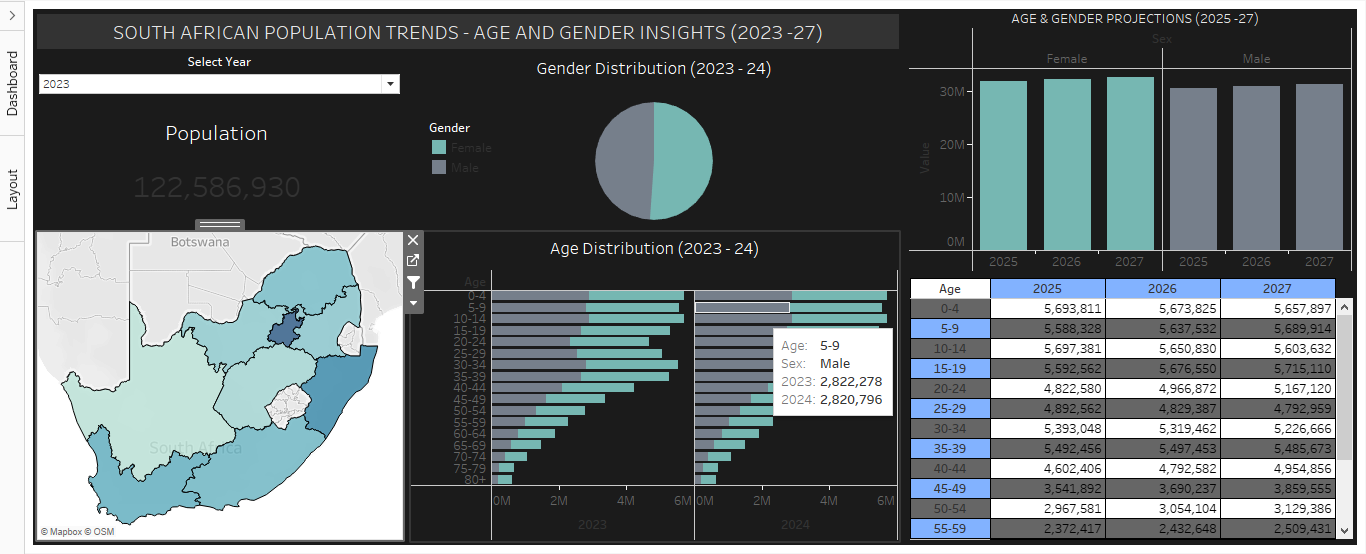 Dashboard
Layout
SOUTH AFRICAN POPULATION TRENDS - AGE AND GENDER INSIGHTS (2023 -27)
Select Year
2023
Population
122,586,930
Gender Distribution (2023 - 24)
Gender
Female
Male
Botswana
South Africa
© Mapbox © OSM
Age Distribution (2023 - 24)
Age
0-4
5-9
10-14
15-19
20-24
25-29
30-34
35-39
40-44
45-49
50-54
55-59
60-64
65-69
70-74
75-79
80+
0M 2M 4M 6M 0M 2M 4M 6M
2023 2024
Age: 5-9
Sex: Male
2023: 2,822,278
2024: 2,820,796
AGE & GENDER PROJECTIONS (2025 -27)
Sex
Female Male
Value
30M
20M
10M
0M
2025 2026 2027 2025 2026 2027
Age 2025 2026 2027
0-4 5,693,811 5,673,825 5,657,897
5-9 5,588,328 5,637,532 5,689,914
10-14 5,697,381 5,650,830 5,603,632
15-19 5,592,562 5,676,550 5,715,110
20-24 4,822,580 4,966,872 5,167,120
25-29 4,892,562 4,829,387 4,792,959
30-34 5,393,048 5,319,462 5,226,666
35-39 5,492,456 5,497,453 5,485,673
40-44 4,602,406 4,792,582 4,954,856
45-49 3,541,892 3,690,237 3,859,555
50-54 2,967,581 3,054,104 3,129,386
55-59 2,372,417 2,432,648 2,509,431